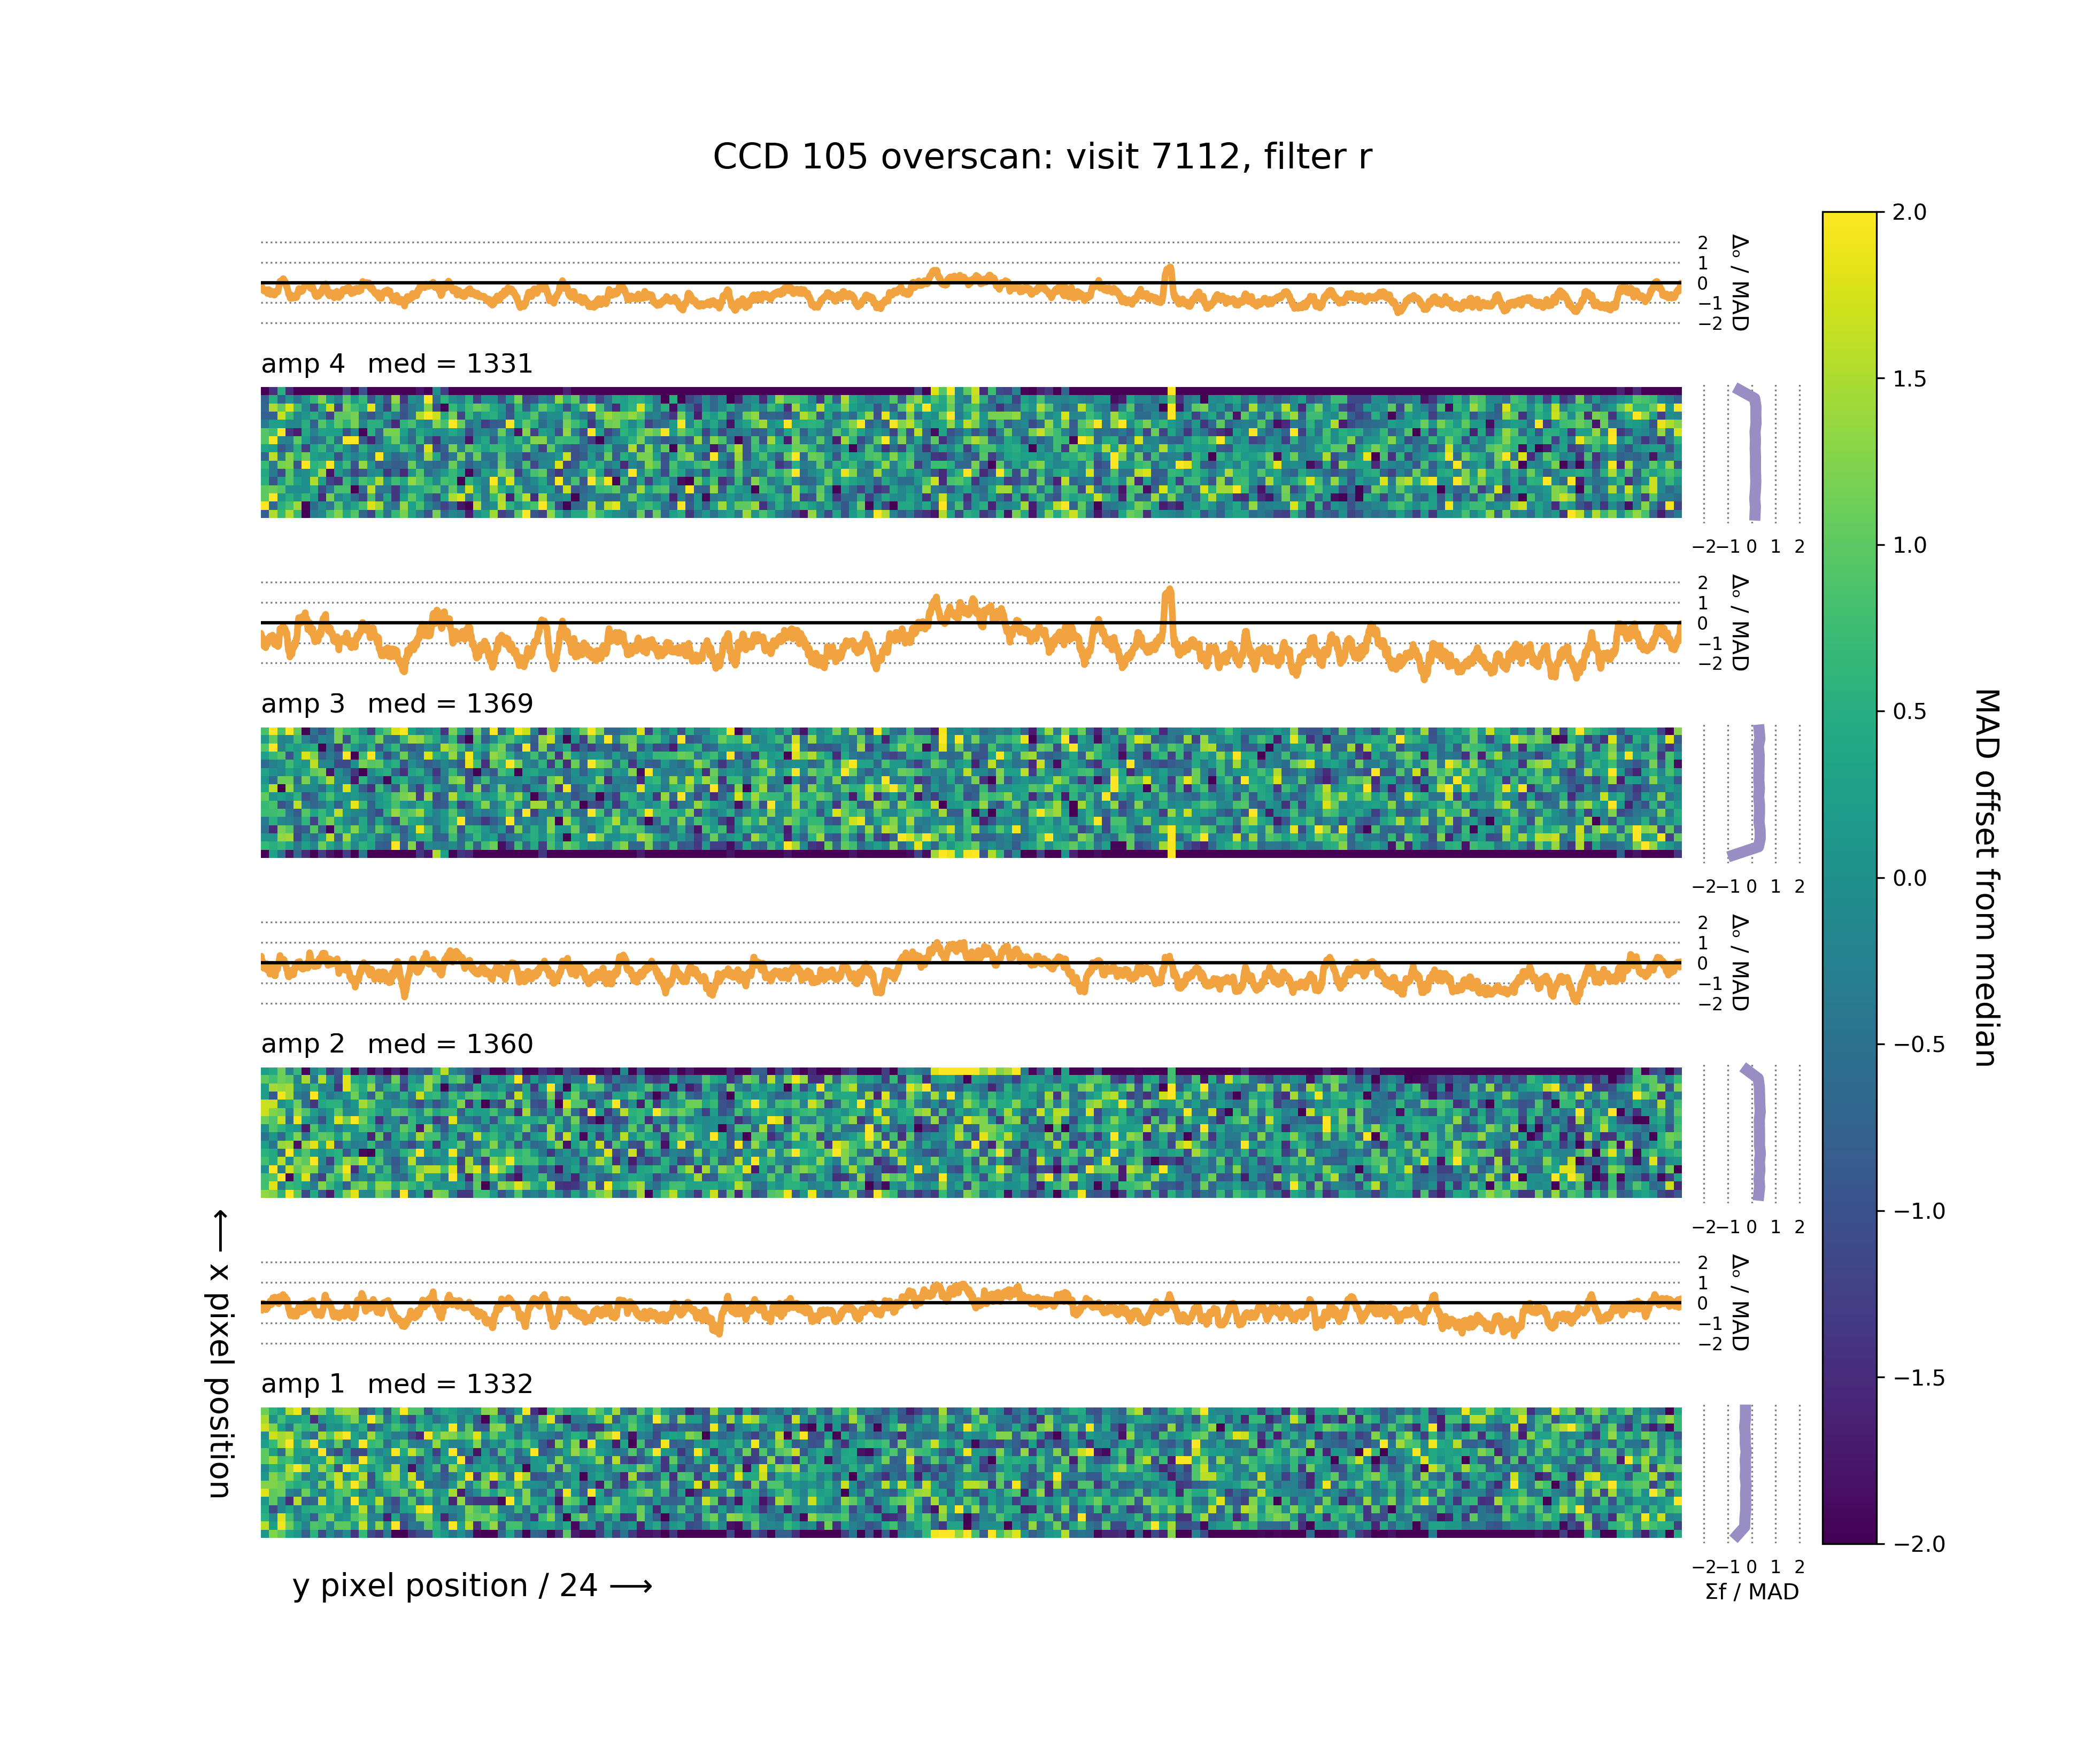 CCD 105 overscan: visit 7112, filter r
2
1
0
−1
−2
Δₒ / MAD
amp 4 med = 1331
−2 −1 0 1 2
2
1
0
−1
−2
Δₒ / MAD
amp 3 med = 1369
−2 −1 0 1 2
2
1
0
−1
−2
Δₒ / MAD
amp 2 med = 1360
−2 −1 0 1 2
2
1
0
−1
−2
Δₒ / MAD
amp 1 med = 1332
−2 −1 0 1 2
Σf / MAD
y pixel position / 24 ⟶
⟵ x pixel position
2.0
1.5
1.0
0.5
0.0
−0.5
−1.0
−1.5
−2.0
MAD offset from median